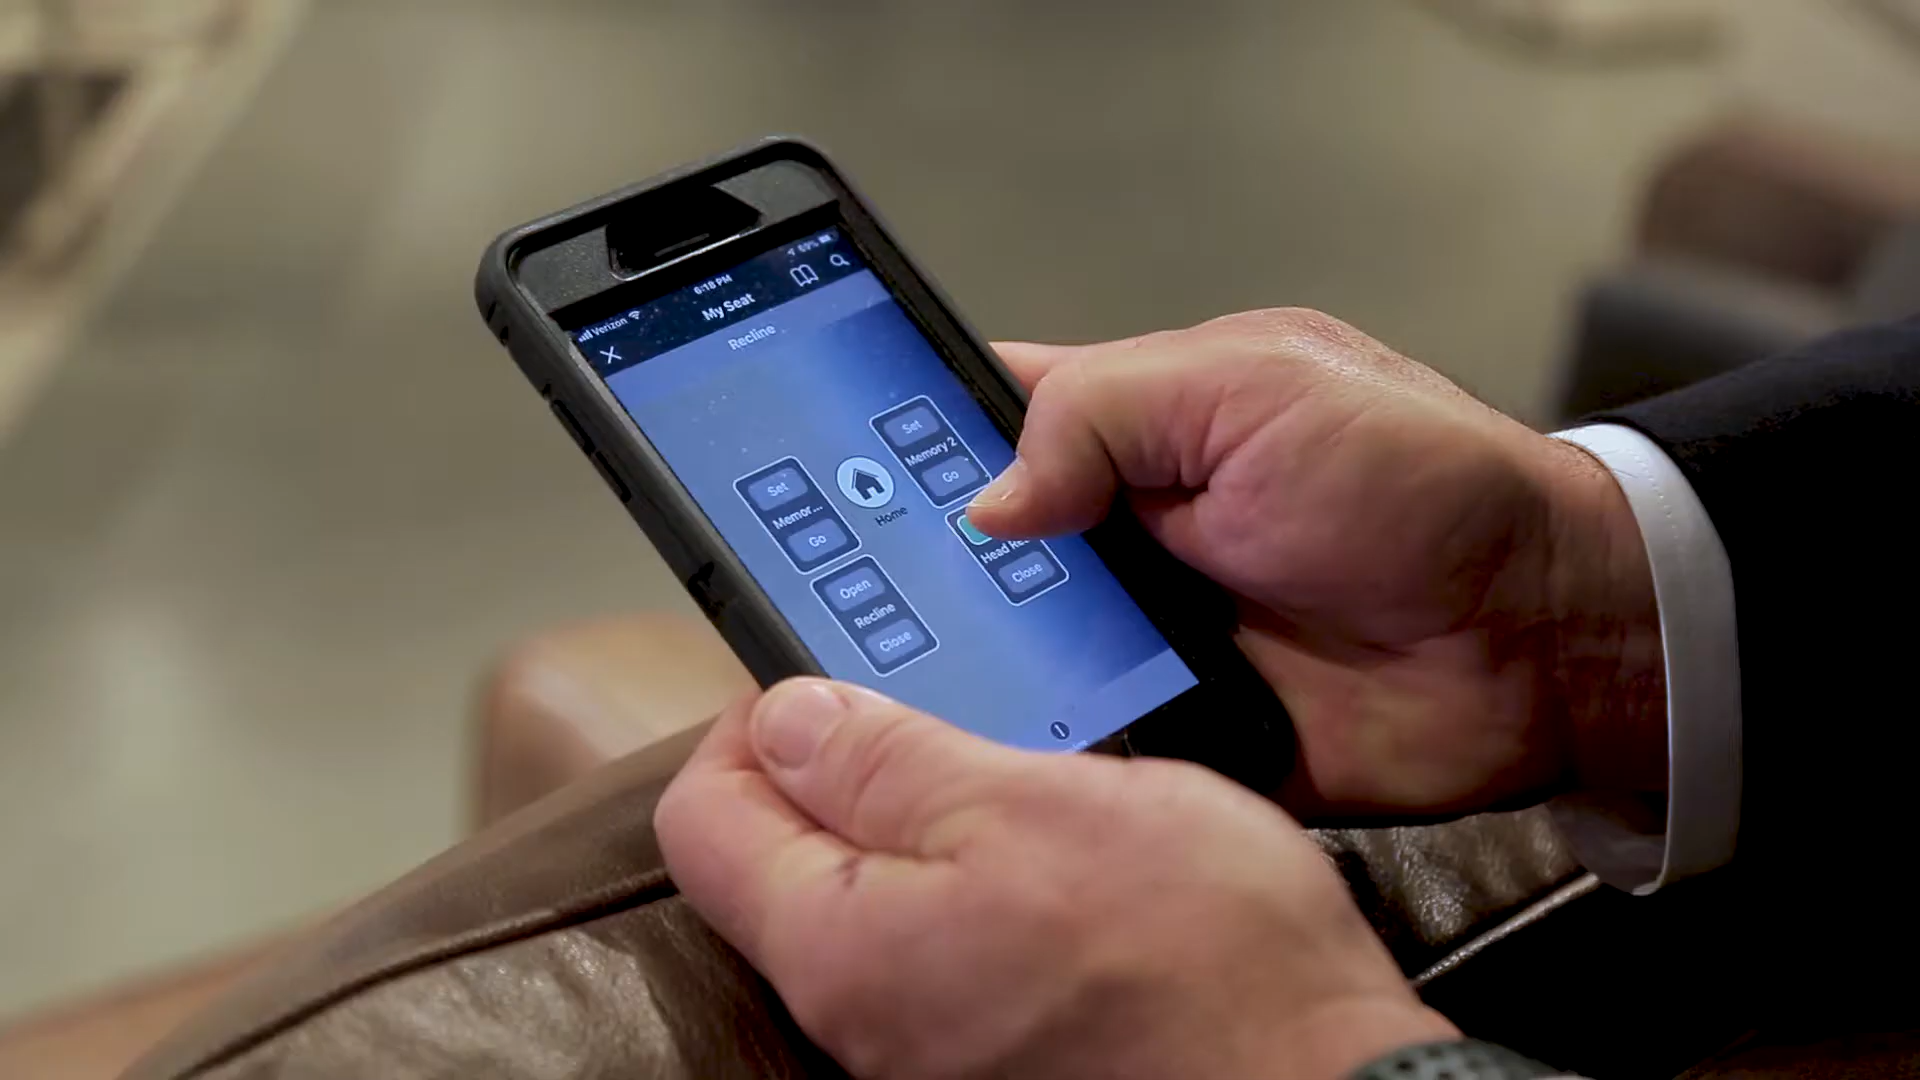 Verizon
6:18 PM
69%
My Seat
Recline
Set
Memor...
Go
Home
Set
Memory 2
Go
Open
Recline
Close
Head
Close